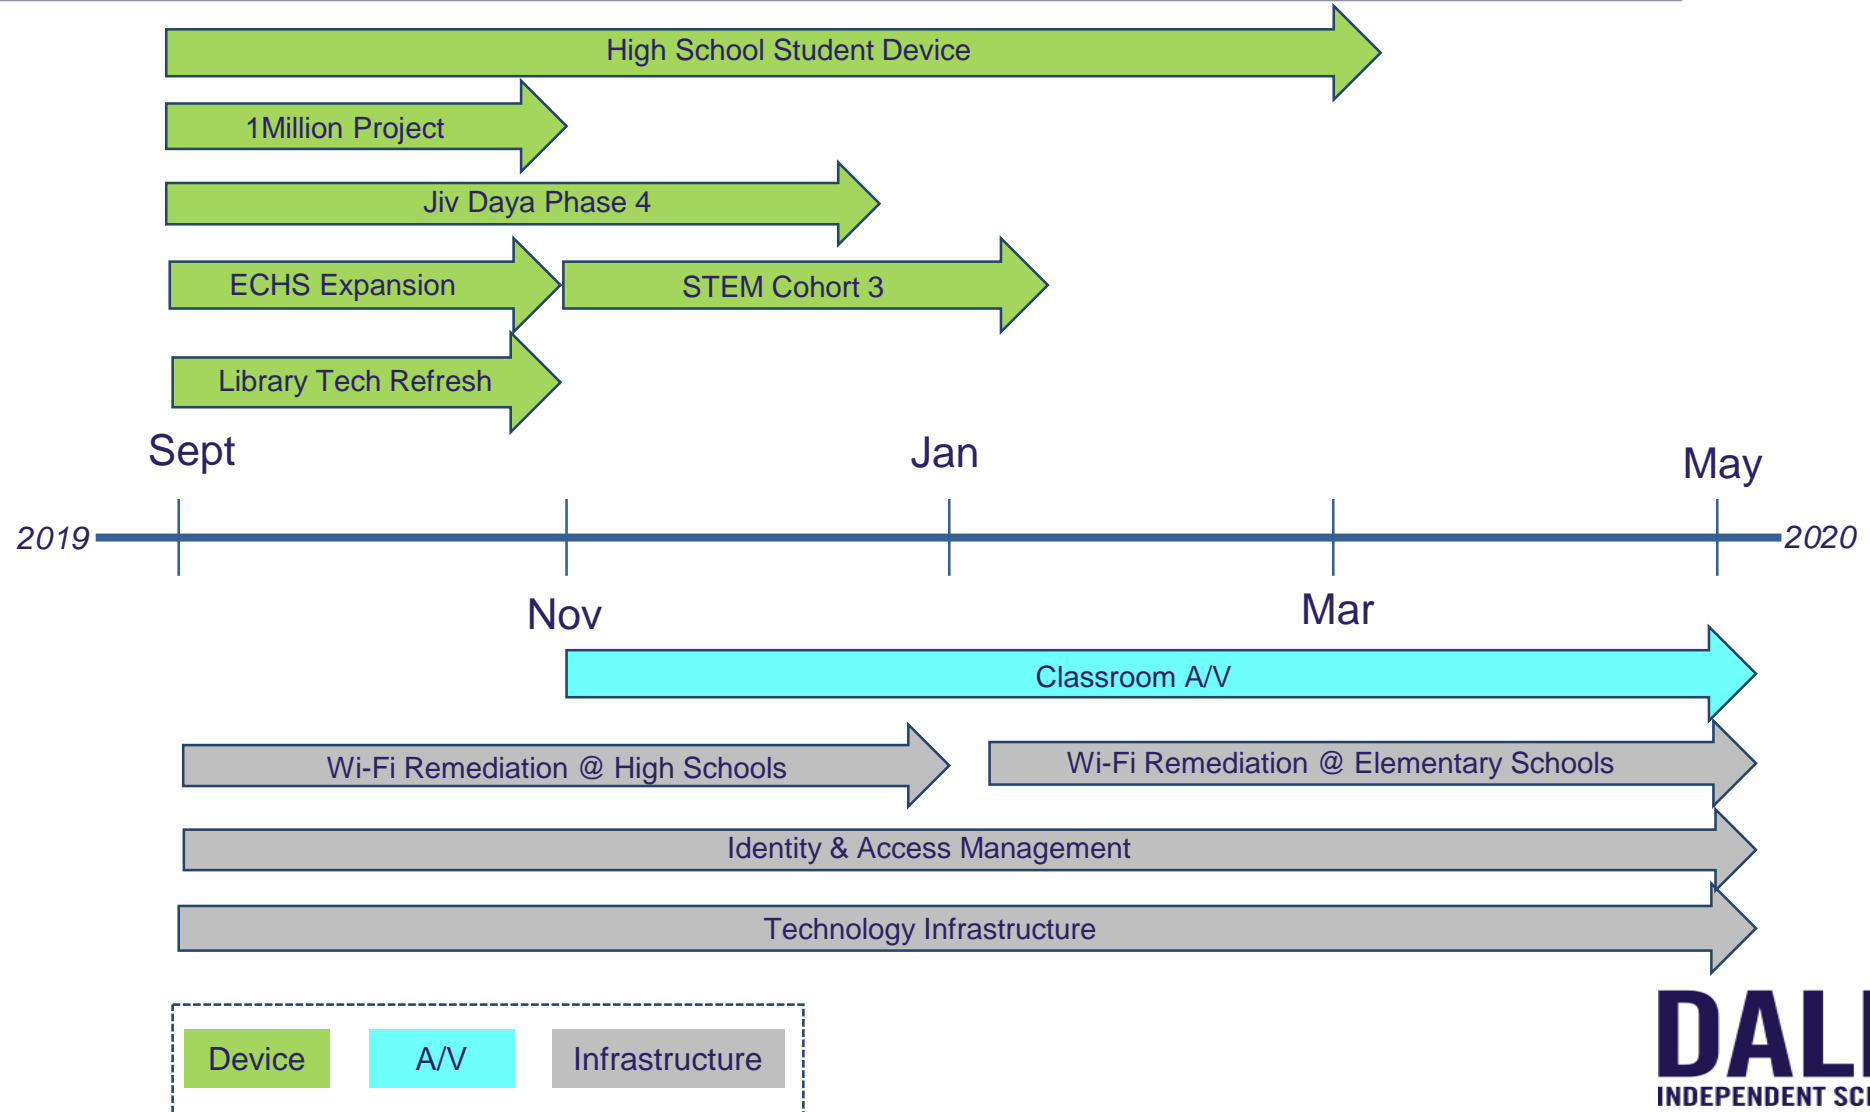 High School Student Device
1Million Project
Jiv Daya Phase 4
ECHS Expansion
STEM Cohort 3
Library Tech Refresh
Sept
Jan
May
2019
2020
Nov
Mar
Classroom A/V
Wi-Fi Remediation @ High Schools
Wi-Fi Remediation @ Elementary Schools
Identity & Access Management
Technology Infrastructure
Device
A/V
Infrastructure
INDEPENDENT